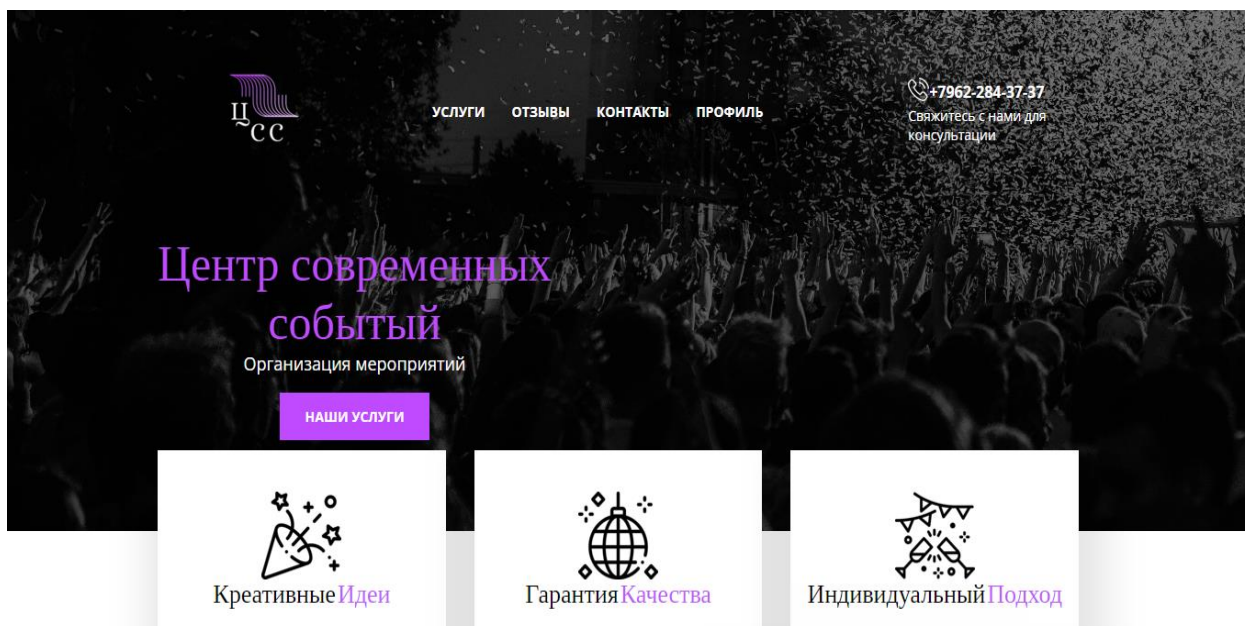 Ц
СС
УСЛУГИ ОТЗЫВЫ КОНТАКТЫ ПРОФИЛЬ
+7962-284-37-37
Свяжитесь с нами для
консультации
Центр современных
событый
Организация мероприятий
НАШИ УСЛУГИ
Креативные Идеи
Гарантия Качества
Индивидуальный Подход